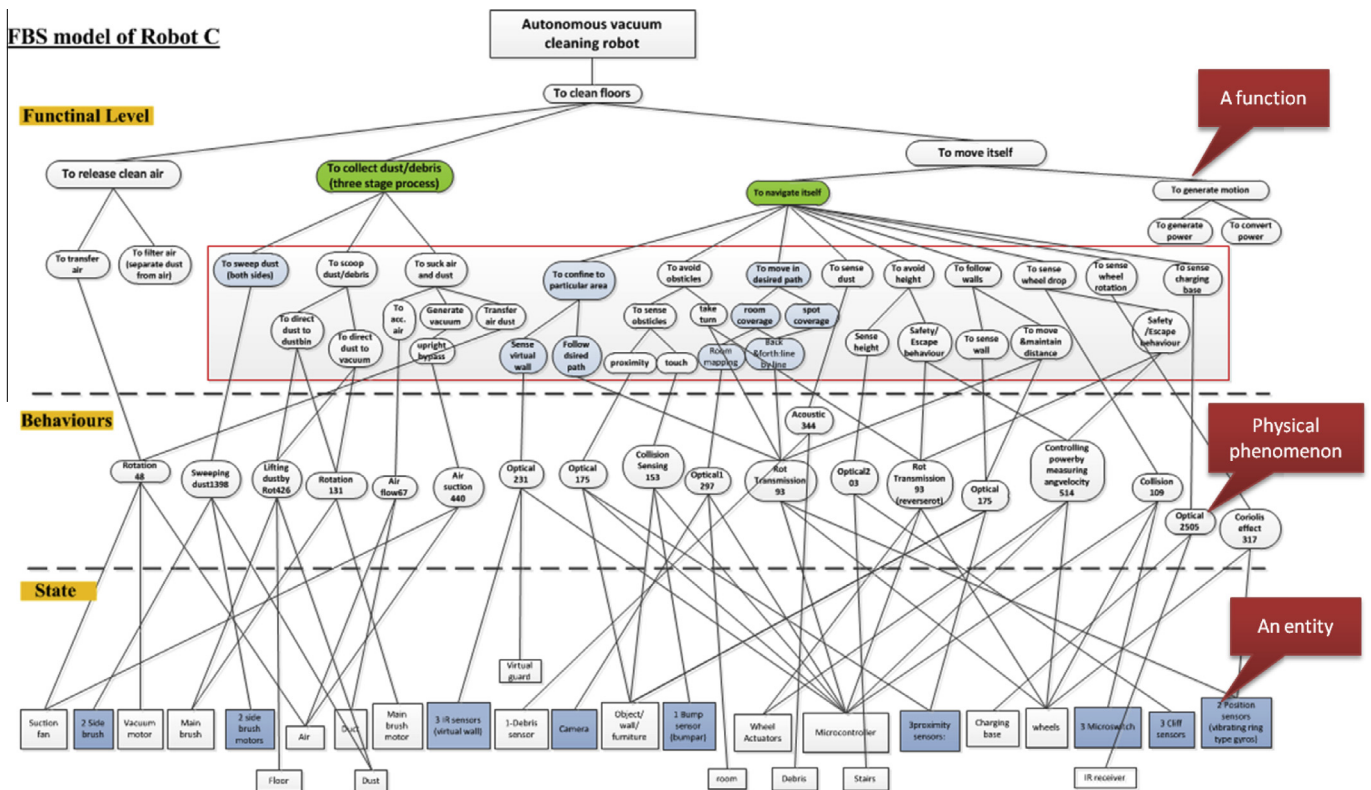 FBS model of Robot C
Autonomous vacuum
cleaning robot
To clean floors
Functinal Level
A function
To release clean air
To collect dust/debris
(three stage process)
To move itself
To navigate itself
To generate motion
To generate
power
To convert
power
To transfer
air
To filter air
(separate dust
from air)
To sweep dust
(both sides)
To scoop
dust/debris
To suck air
and dust
To confine to
particular area
To avoid
obstacles
To move in
desired path
To sense
dust
To avoid
height
To follow
walls
To sense
wheel drop
To sense
wheel
rotation
To sense
charging
base
To direct
dust to
dustbin
To direct
dust to
vacuum
To
acc.
air
Generate
vacuum
Transfer
air dust
upright
bypass
Sense
virtual
wall
Follow
dsired
path
To sense
obstacles
take
turn
room
coverage
spot
coverage
proximity
touch
Room
mapping
Back
&forth:line
by line
Sense
height
Safety/
Escape
behaviour
To sense
wall
To move
&maintain
distance
Safety
/Escape
behaviour
Behaviours
Physical
phenomenon
Rotation
48
Sweeping
dust1398
Lifting
dustby
Rot426
Rotation
131
Air
flow67
Air
suction
440
Optical
231
Optical
175
Collision
Sensing
153
Optical1
297
Acoustic
344
Rot
Transmission
93
Optical2
03
Rot
Transmission
93
(reverserot)
Optical
175
Controlling
powerby
measuring
angvelocity
514
Collision
109
Optical
2505
Coriolis
effect
317
State
An entity
Virtual
guard
Suction
fan
2 Side
brush
Vacuum
motor
Main
brush
2 side
brush
motors
Air
Duct
Main
brush
motor
3 IR sensors
(virtual wall)
1-Debris
sensor
Camera
Object/
wall/
furniture
1 Bump
sensor
(bumpar)
Wheel
Actuators
Microcontroller
3proximity
sensors:
Charging
base
wheels
3 Microswitch
3 Cliff
sensors
2 Position
sensors
(vibrating ring
type gyros)
Floor
Dust
room
Debris
Stairs
IR receiver